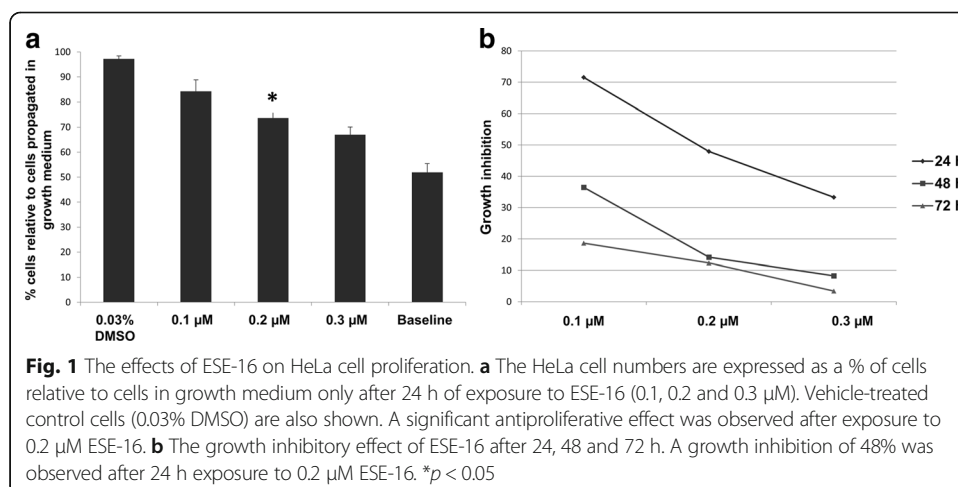 a
b
% cells relative to cells propagated in
growth medium
100
90
80
70
60
50
40
30
20
10
0
*
0.03%
DMSO
0.1 µM
0.2 µM
0.3 µM
Baseline
Growth inhibition
80
70
60
50
40
30
20
10
0
0.1 µM
0.2 µM
0.3 µM
24 h
48 h
72 h
Fig. 1 The effects of ESE-16 on HeLa cell proliferation. a The HeLa cell numbers are expressed as a % of cells
relative to cells in growth medium only after 24 h of exposure to ESE-16 (0.1, 0.2 and 0.3 µM). Vehicle-treated
control cells (0.03% DMSO) are also shown. A significant antiproliferative effect was observed after exposure to
0.2 µM ESE-16. b The growth inhibitory effect of ESE-16 after 24, 48 and 72 h. A growth inhibition of 48% was
observed after 24 h exposure to 0.2 µM ESE-16. *p < 0.05